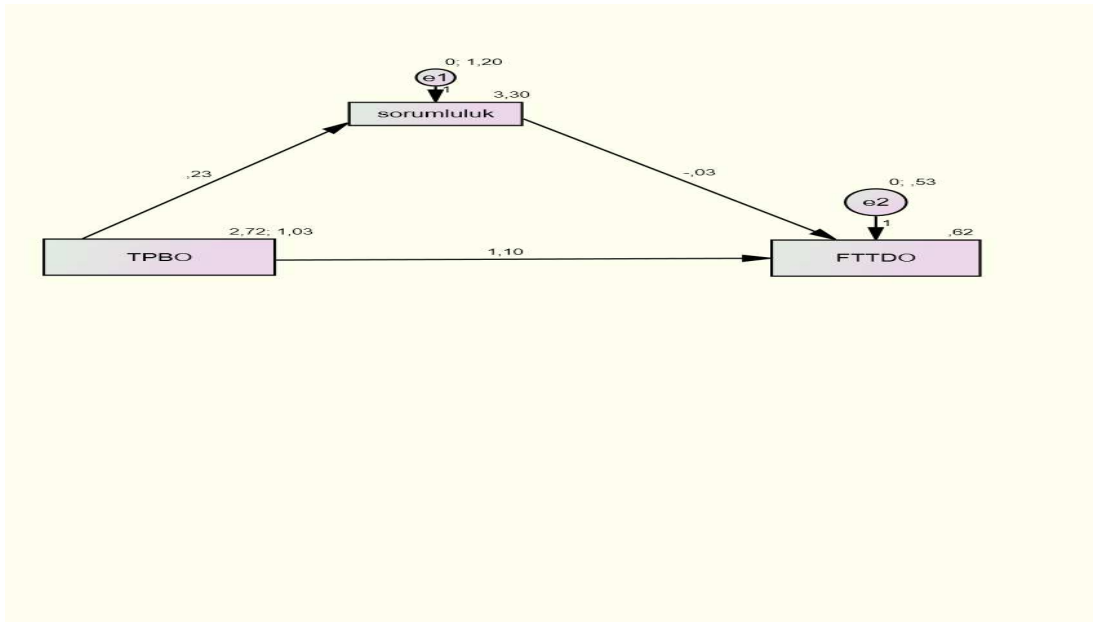 0; 1,20
e1
1
3,30
sorumluluk
,23
-,03
0; ,53
e2
1
2,72; 1,03
,62
TPBO
1,10
FTTDO